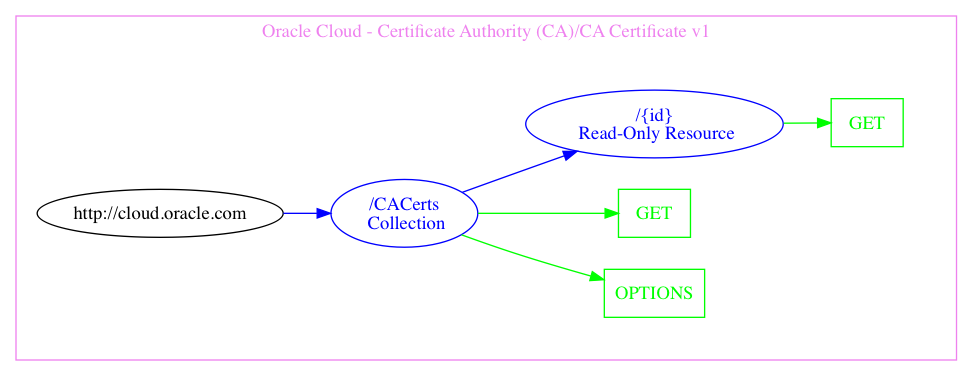 Oracle Cloud - Certificate Authority (CA)/CA Certificate v1
/{id}
Read-Only Resource
GET
http://cloud.oracle.com
/CACerts
Collection
GET
OPTIONS